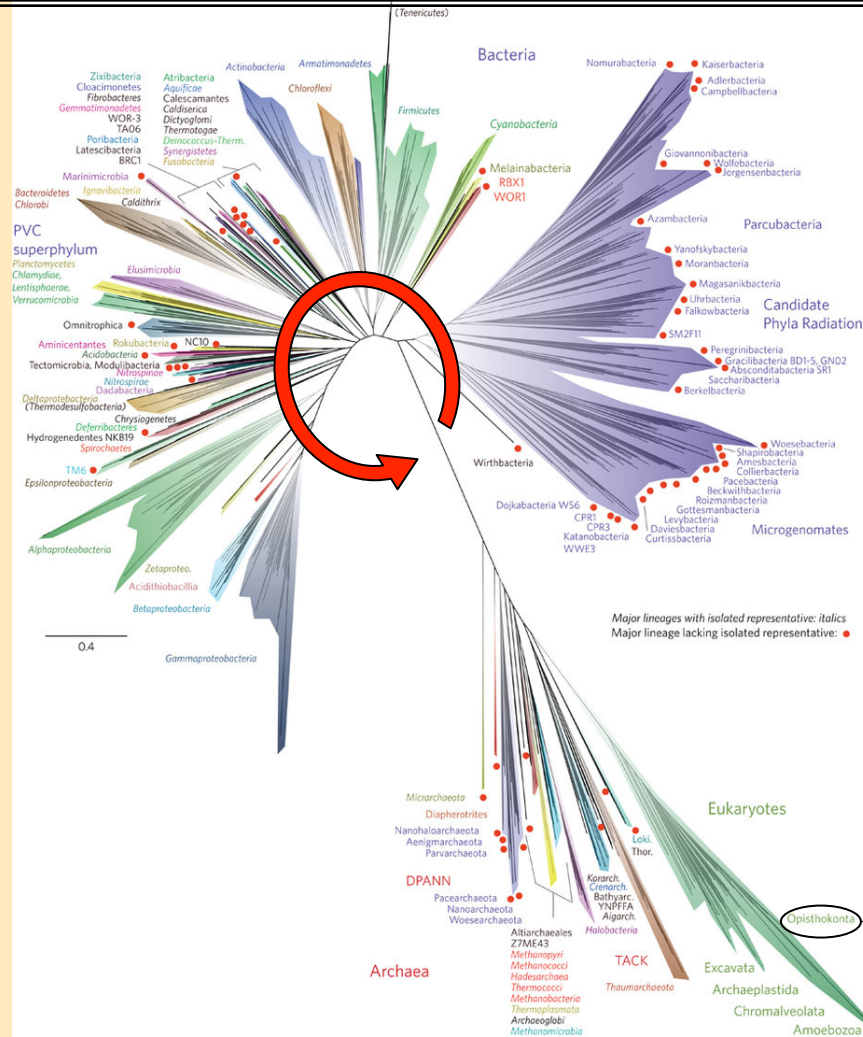 (Tenericutes)
Bacteria
Zixibacteria
Cloacimonetes
Fibrobacteres
Gemmatimonadetes
WOR-3
TA06
Poribacteria
Latescibacteria
BRC1
Atribacteria
Aquificae
Calescamantes
Caldiserica
Dictyoglomi
Thermotogae
Deinococcus-Therm.
Synergistetes
Fusobacteria
Actinobacteria
Armatimonadetes
Chloroflexi
Firmicutes
Cyanobacteria
Melainabacteria
RBX1
WOR1
Nomurabacteria
Kaiserbacteria
Adlerbacteria
Campbellbacteria
Giovannonibacteria
Wolfebacteria
Jorgensenbacteria
Azambacteria
Parcubacteria
Yanofskybacteria
Moranbacteria
Magasanikbacteria
Uhrbacteria
Falkowbacteria
Candidate
Phyla Radiation
SM2F11
Peregrinibacteria
Gracilibacteria BD1-5, GN02
Absconditabacteria SR1
Saccharibacteria
Berkelbacteria
Marinimicrobia
Bacteroidetes
Chlorobi
Ignavibacteria
Caldithrix
PVC
superphylum
Planctomycetes
Chlamydiae,
Lentisphaerae,
Verrucomicrobia
Elusimicrobia
Omnitrophica
Rokubacteria
NC10
Aminicentantes
Acidobacteria
Tectomicrobia, Modulibacteria
Nitrospinae
Nitrospirae
Dadabacteria
Deltaprotebacteria
(Thermodesulfobacteria)
Chrysiogenetes
Deferribacteres
Hydrogenedentes NKB19
Spirochaetes
TM6
Epsilonproteobacteria
Wirthbacteria
Woesebacteria
Shapirobacteria
Amesbacteria
Collierbacteria
Pacebacteria
Beckwithbacteria
Roizmanbacteria
Gottesmanbacteria
Levybacteria
Daviesbacteria
Curtissbacteria
Dojkabacteria WS6
CPR1
CPR3
Katanobacteria
WWE3
Microgenomates
Alphaproteobacteria
Zetaproteo.
Acidithiobacillia
Betaproteobacteria
Gammaproteobacteria
0.4
Major lineages with isolated representative: italics
Major lineage lacking isolated representative:
Micrarchaeota
Diapherotrites
Nanohaloarchaeota
Aenigmarchaeota
Parvarchaeota
DPANN
Pacearchaeota
Nanoarchaeota
Woesearchaeota
Archaea
Altiarchaeales
Z7ME43
Methanopyri
Methanococci
Hadesarchaea
Thermococci
Methanobacteria
Thermoplasmata
Archaeoglobi
Methanomicrobia
Halobacteria
Korarch.
Crenarch.
Bathyarc.
YNPFFA
Aigarch.
TACK
Thaumarchaeota
Loki.
Thor.
Eukaryotes
Opisthokonta
Excavata
Archaeplastida
Chromalveolata
Amoebozoa